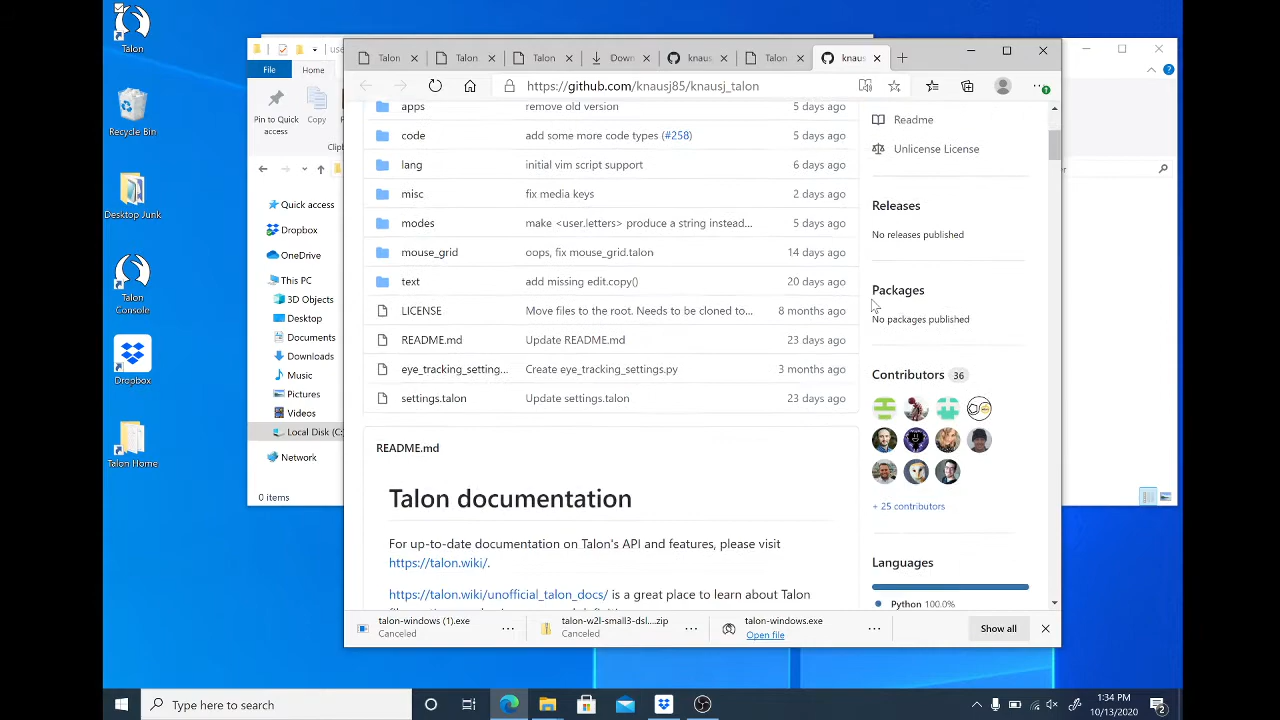 Talon
Recycle Bin
Desktop Junk
Talon
Console
Dropbox
Talon Home
File
Home
Pin to Quick
access
Copy
Quick access
Dropbox
OneDrive
This PC
3D Objects
Desktop
Documents
Downloads
Music
Pictures
Videos
Local Disk (C:
Network
0 items
Talon
Talon
Talon
Down
knaus
Talon
knaus
https://github.com/knausj85/knausj_talon
apps remove old version 5 days ago
code add some more code types (#258) 5 days ago
lang initial vim script support 6 days ago
misc fix media keys 2 days ago
modes make <user.letters> produce a string instead... 5 days ago
mouse_grid oops, fix mouse_grid.talon 14 days ago
text add missing edit.copy() 20 days ago
LICENSE Move files to the root. Needs to be cloned to... 8 months ago
README.md Update README.md 23 days ago
eye_tracking_setting... Create eye_tracking_settings.py 3 months ago
settings.talon Update settings.talon 23 days ago
README.md
Talon documentation
For up-to-date documentation on Talon's API and features, please visit
https://talon.wiki/.
https://talon.wiki/unofficial_talon_docs/ is a great place to learn about Talon
Readme
Unlicense License
Releases
No releases published
Packages
No packages published
Contributors 36
+ 25 contributors
Languages
Python 100.0%
talon-windows (1).exe
Canceled
talon-w2l-small3-dsl....zip
Canceled
talon-windows.exe
Open file
Show all
Type here to search
1:34 PM
10/13/2020
2